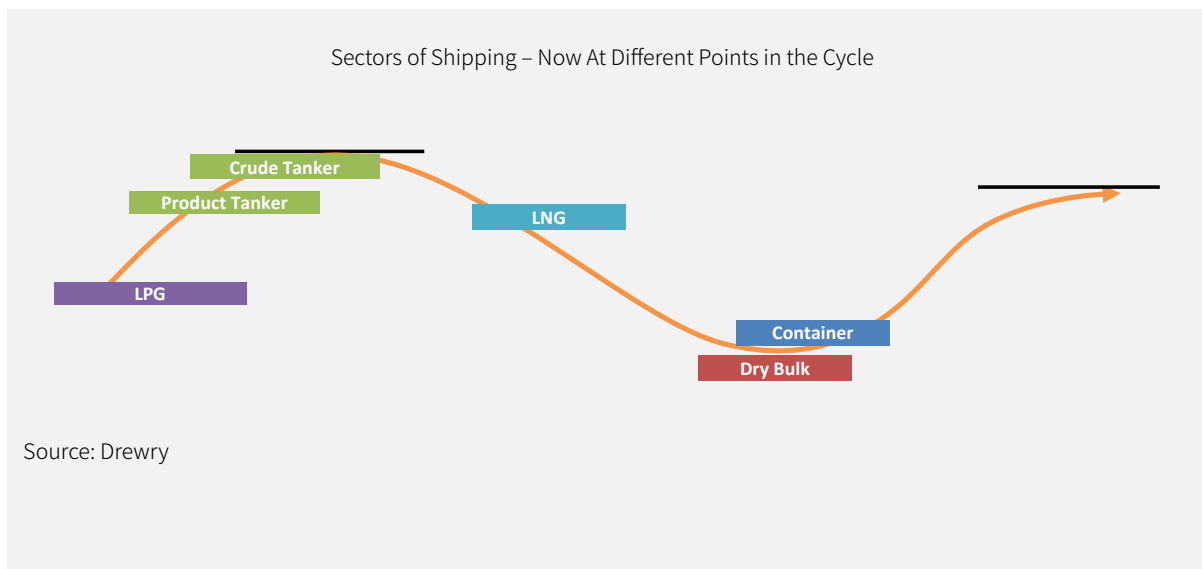 Sectors of Shipping – Now At Different Points in the Cycle
Crude Tanker
Product Tanker
LNG
LPG
Container
Dry Bulk
Source: Drewry